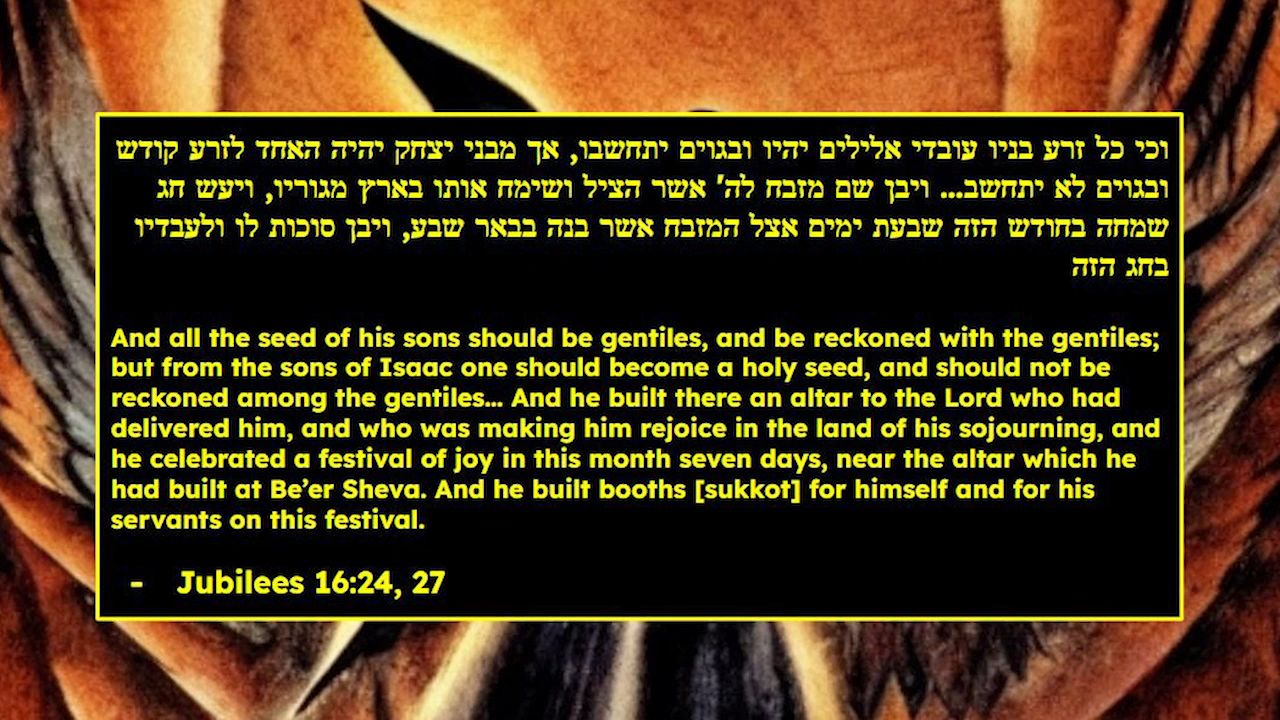 וכי כל זרע בניו עובדי אלילים יהיו ובגוים יתחשבו, אך מבני יצחק יהיה האחד לזרע קודש
ובגוים לא יתחשב... ויבן שם מזבח לה' אשר הציל ושימח אותו בארץ מגוריו, ויעש חג
שמחה בחודש הזה שבעת ימים אצל המזבח אשר בנה בבאר שבע, ויבן סוכות לו ולעבדיו
בחג הזה
And all the seed of his sons should be gentiles, and be reckoned with the gentiles;
but from the sons of Isaac one should become a holy seed, and should not be
reckoned among the gentiles... And he built there an altar to the Lord who had
delivered him, and who was making him rejoice in the land of his sojourning, and
he celebrated a festival of joy in this month seven days, near the altar which he
had built at Be’er Sheva. And he built booths [sukkot] for himself and for his
servants on this festival.
- Jubilees 16:24, 27